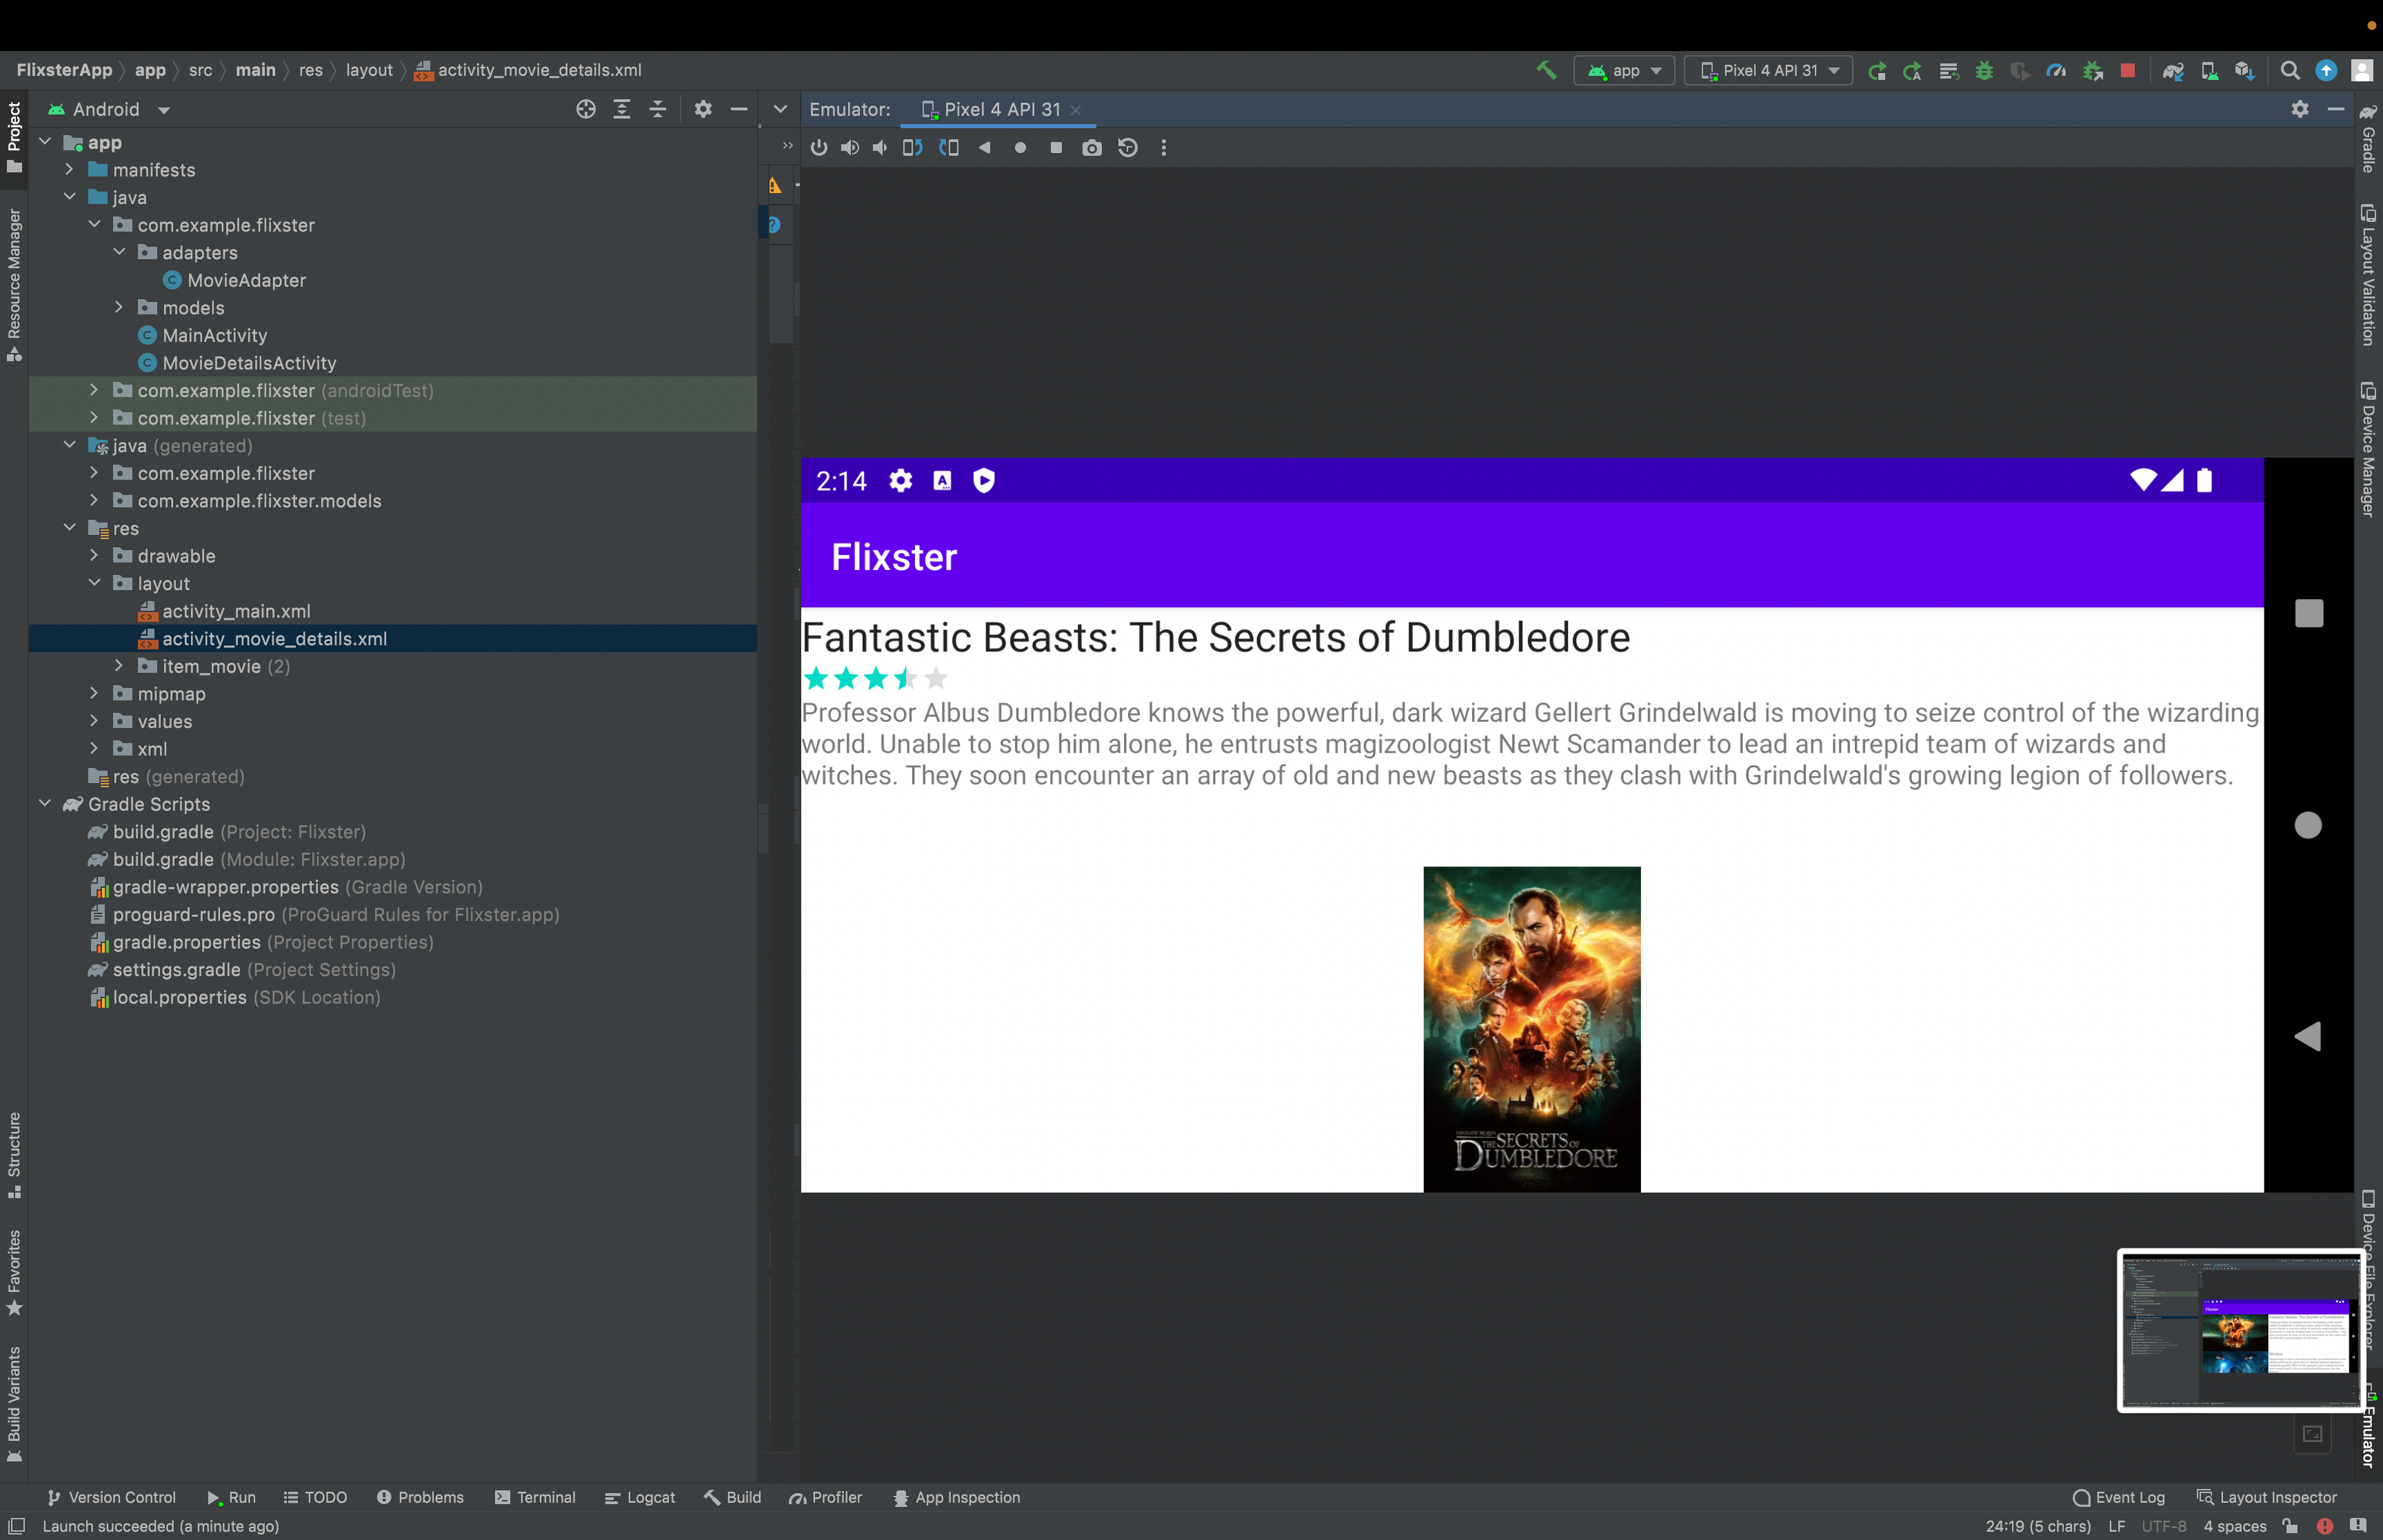 FlixsterApp app src main res layout activity_movie_details.xml
app
Pixel 4 API 31
Android
Emulator: Pixel 4 API 31
Project
Resource Manager
Structure
Favorites
Build Variants
app
manifests
java
com.example.flixster
adapters
MovieAdapter
models
MainActivity
MovieDetailsActivity
com.example.flixster (androidTest)
com.example.flixster (test)
java (generated)
com.example.flixster
com.example.flixster.models
res
drawable
layout
activity_main.xml
activity_movie_details.xml
item_movie (2)
mipmap
values
xml
res (generated)
Gradle Scripts
build.gradle (Project: Flixster)
build.gradle (Module: Flixster.app)
gradle-wrapper.properties (Gradle Version)
proguard-rules.pro (ProGuard Rules for Flixster.app)
gradle.properties (Project Properties)
settings.gradle (Project Settings)
local.properties (SDK Location)
2:14
Flixster
Fantastic Beasts: The Secrets of Dumbledore
Professor Albus Dumbledore knows the powerful, dark wizard Gellert Grindelwald is moving to seize control of the wizarding
world. Unable to stop him alone, he entrusts magizoologist Newt Scamander to lead an intrepid team of wizards and
witches. They soon encounter an array of old and new beasts as they clash with Grindelwald's growing legion of followers.
THE SECRETS OF
DUMBLEDORE
Gradle
Layout Validation
Device Manager
Device File Explorer
Emulator
Version Control Run TODO Problems Terminal Logcat Build Profiler App Inspection Event Log Layout Inspector
Launch succeeded (a minute ago) 24:19 (5 chars) LF UTF-8 4 spaces